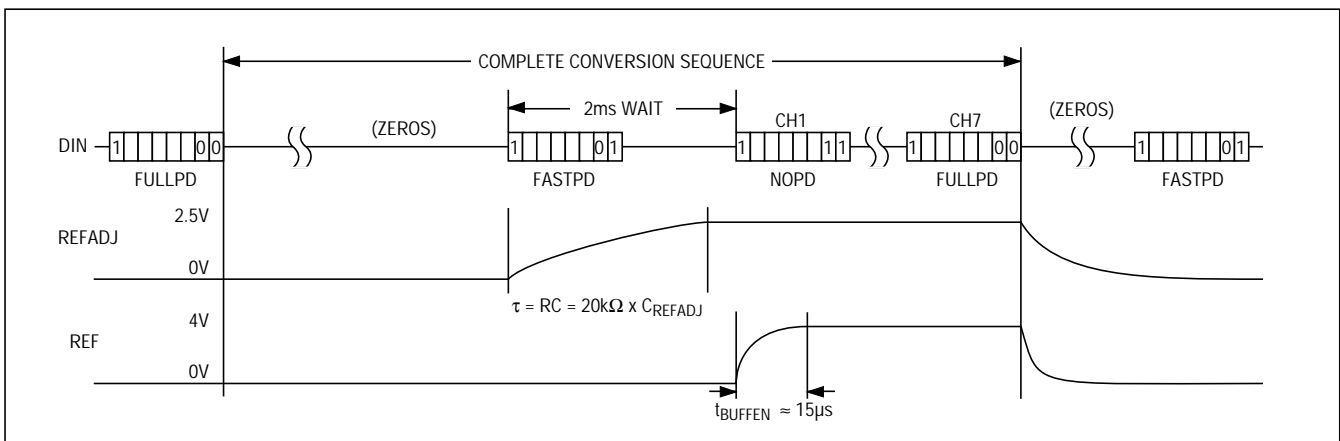 COMPLETE CONVERSION SEQUENCE
2ms WAIT
(ZEROS)
CH1
CH7
(ZEROS)
DIN
1 0 0
1 0 1
1 1 1
1 0 0
1 0 1
FULLPD
FASTPD
NOPD
FULLPD
FASTPD
2.5V
REFADJ
0V
τ = RC = 20kΩ x CREFADJ
4V
REF
0V
tBUFFEN ≈ 15µs